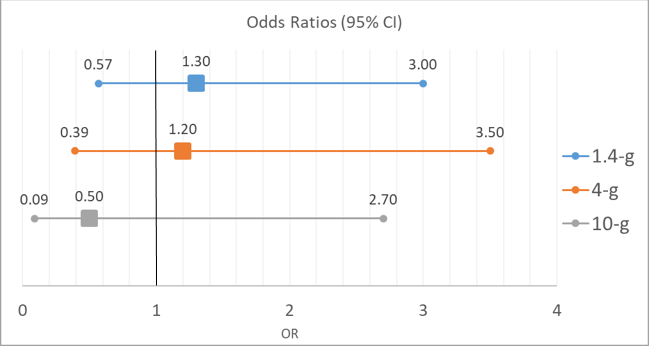 Odds Ratios (95% CI)
0.57 1.30 3.00
0.39 1.20 3.50
0.09 0.50 2.70
1.4-g
4-g
10-g
0 1 2 3 4
OR